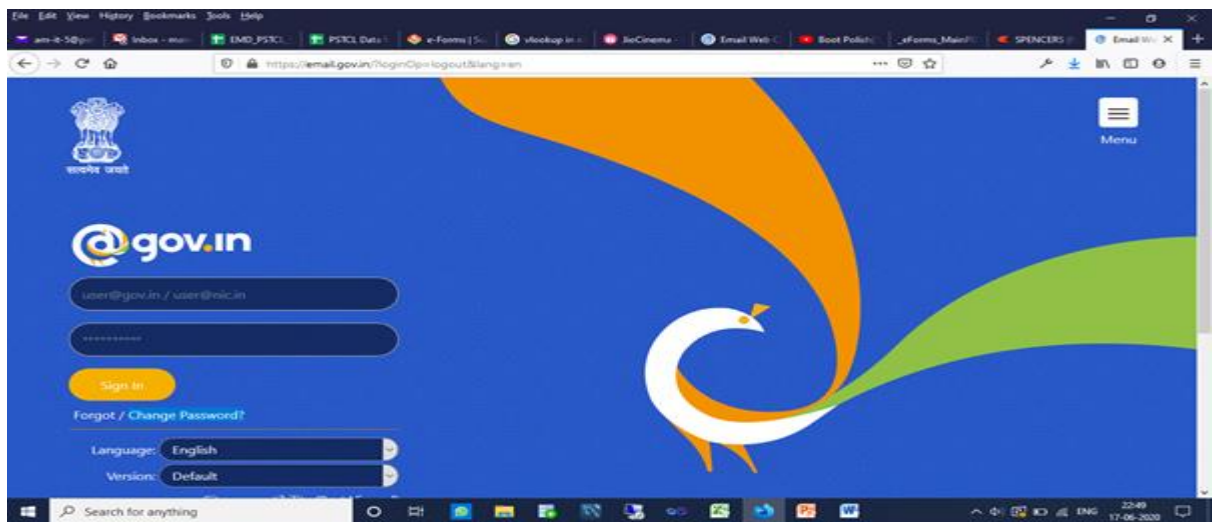 File Edit View History Bookmarks Tools Help
EMD_PSTCL PSTCL Data e-Forms vlookup in JioCinema Email Web Boot Polish _eForms_Main SPENCERS Email We
https://email.gov.in/?loginOp=logout&lang=en
सत्यमेव जयते
Menu
@gov.in
user@gov.in / user@nic.in
Sign In
Forgot / Change Password?
Language: English
Version: Default
Search for anything
ENG 22:49
17-06-2020